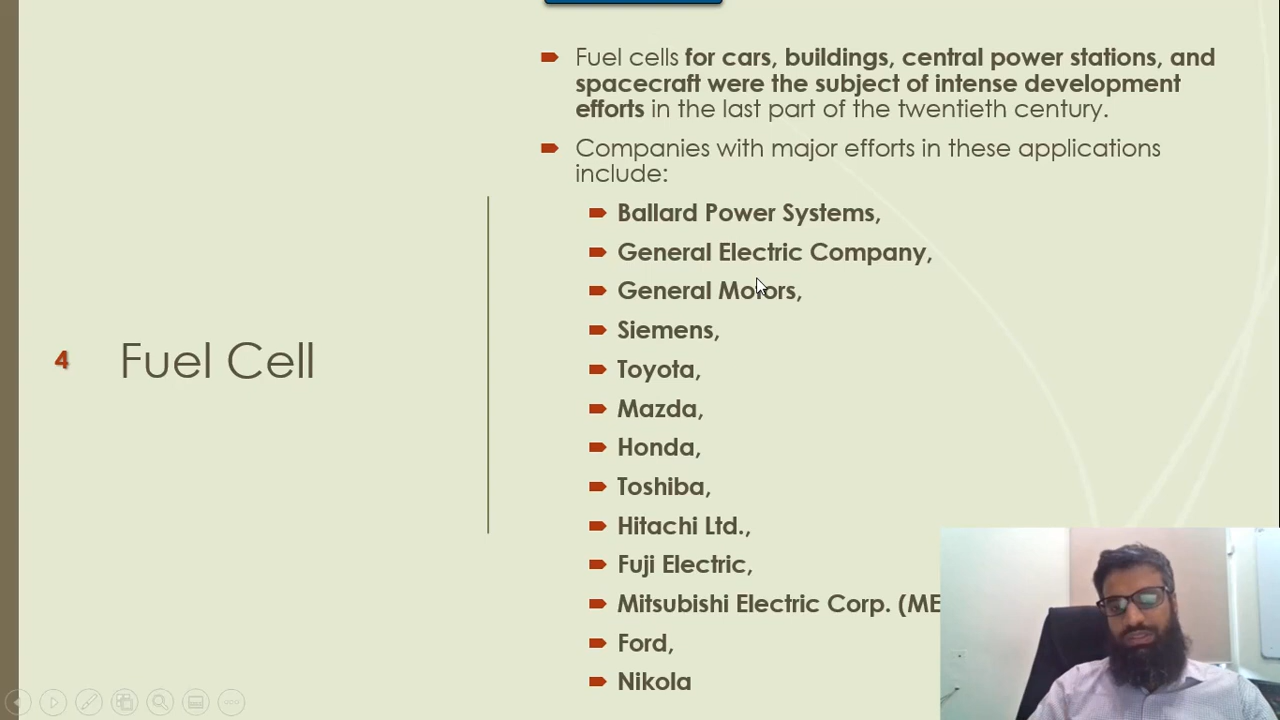 Fuel cells for cars, buildings, central power stations, and
spacecraft were the subject of intense development
efforts in the last part of the twentieth century.
Companies with major efforts in these applications
include:
Ballard Power Systems,
General Electric Company,
General Motors,
Siemens,
Toyota,
Mazda,
Honda,
Toshiba,
Hitachi Ltd.,
Fuji Electric,
Mitsubishi Electric Corp. (ME
Ford,
Nikola
4
Fuel Cell